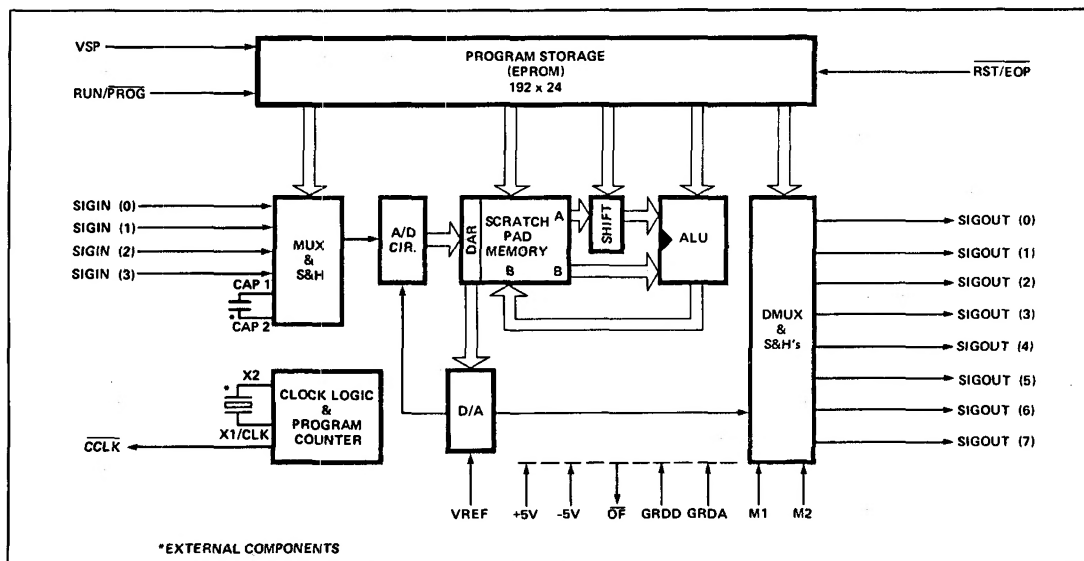 VSP
PROGRAM STORAGE
(EPROM)
192 x 24
RUN/PROG
RST/EOP
SIGIN (0)
SIGIN (1)
SIGIN (2)
SIGIN (3)
CAP 1
CAP 2
MUX
&
S&H
A/D
CIR.
DAR
SCRATCH
PAD
MEMORY
A
B
B
SHIFT
ALU
DMUX
&
S&H's
SIGOUT (0)
SIGOUT (1)
SIGOUT (2)
SIGOUT (3)
SIGOUT (4)
SIGOUT (5)
SIGOUT (6)
SIGOUT (7)
*
X2
X1/CLK
CCLK
CLOCK LOGIC
&
PROGRAM
COUNTER
D/A
VREF
+5V
-5V
OF
GRDD
GRDA
M1
M2
*EXTERNAL COMPONENTS